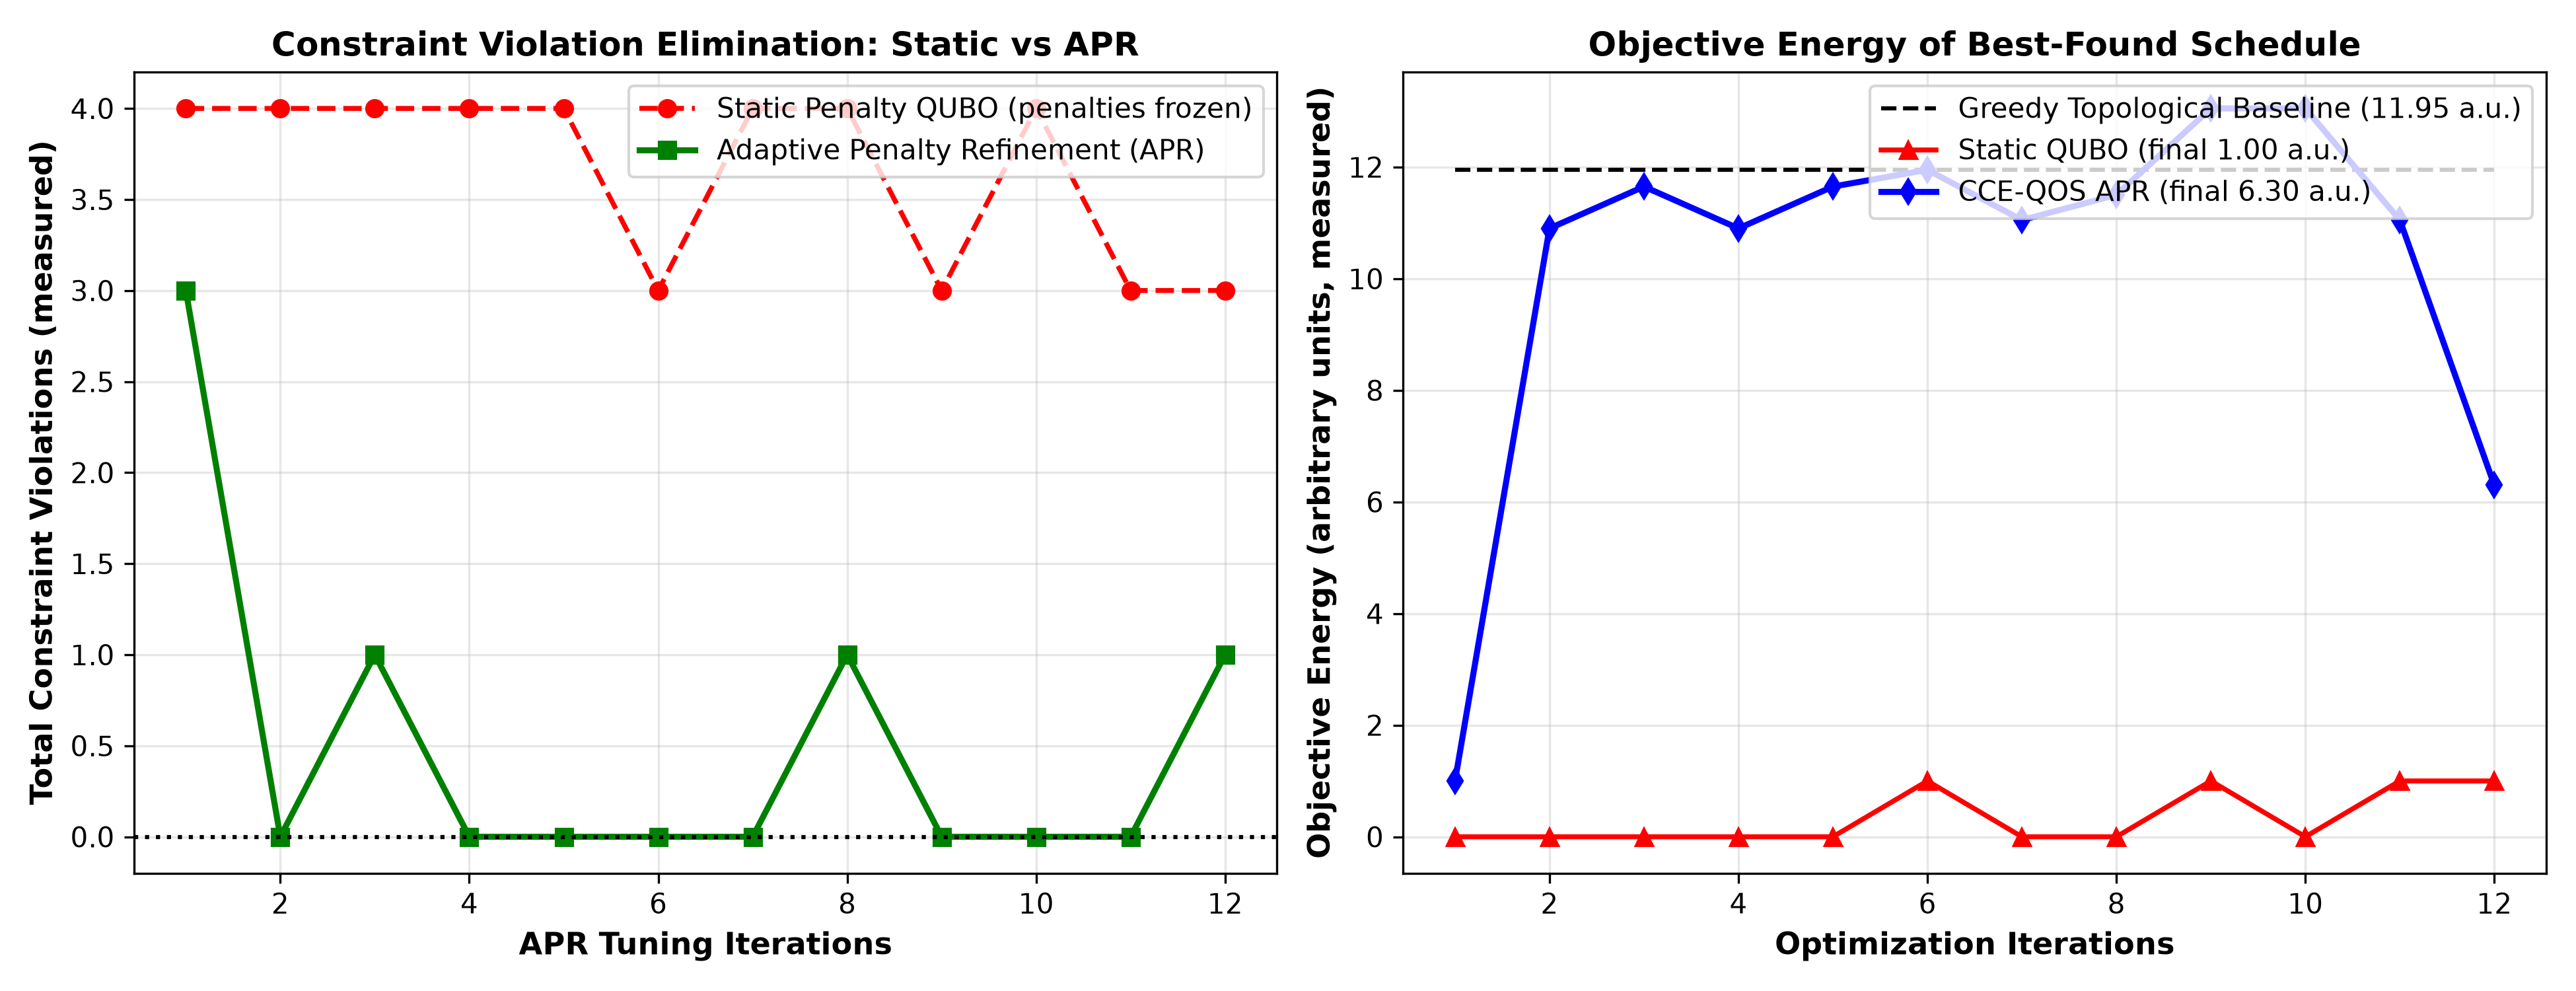 Constraint Violation Elimination: Static vs APR
Total Constraint Violations (measured)
4.0
3.5
3.0
2.5
2.0
1.5
1.0
0.5
0.0
Static Penalty QUBO (penalties frozen)
Adaptive Penalty Refinement (APR)
2
4
6
8
10
12
APR Tuning Iterations
Objective Energy of Best-Found Schedule
Objective Energy (arbitrary units, measured)
12
10
8
6
4
2
0
Greedy Topological Baseline (11.95 a.u.)
Static QUBO (final 1.00 a.u.)
CCE-QOS APR (final 6.30 a.u.)
2
4
6
8
10
12
Optimization Iterations